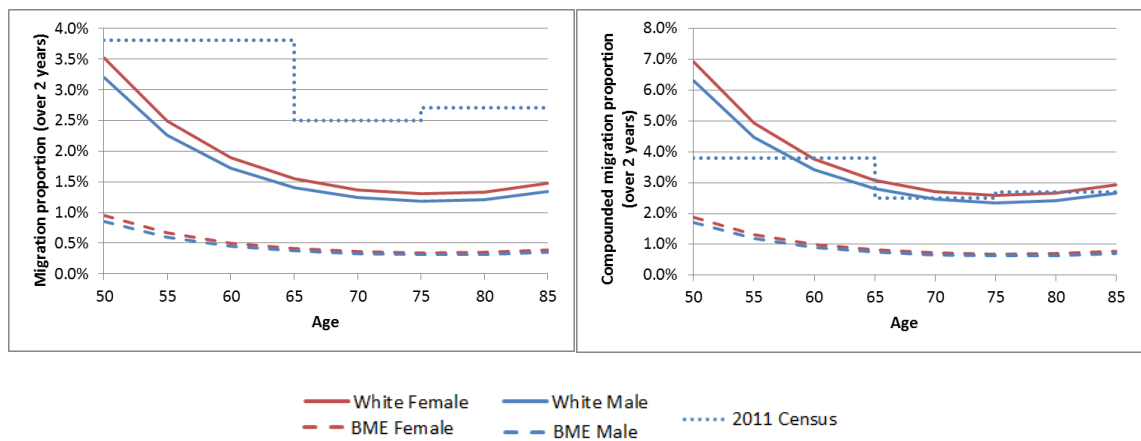 Migration proportion (over 2 years)
4.0%
3.5%
3.0%
2.5%
2.0%
1.5%
1.0%
0.5%
0.0%
50 55 60 65 70 75 80 85
Age
Compounded migration proportion
(over 2 years)
8.0%
7.0%
6.0%
5.0%
4.0%
3.0%
2.0%
1.0%
0.0%
50 55 60 65 70 75 80 85
Age
White Female White Male 2011 Census
BME Female BME Male